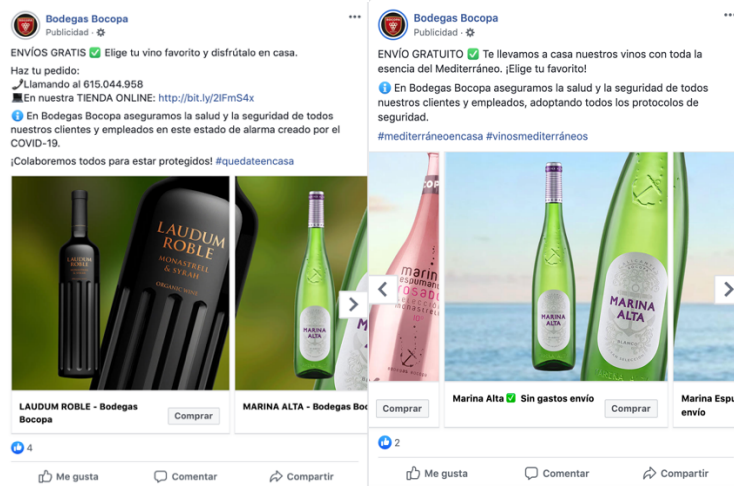 Bodegas Bocopa
Publicidad ·
ENVÍOS GRATIS ✅ Elige tu vino favorito y disfrútalo en casa.
Haz tu pedido:
Llamando al 615.044.958
En nuestra TIENDA ONLINE: http://bit.ly/2IFmS4x
En Bodegas Bocopa aseguramos la salud y la seguridad de todos
nuestros clientes y empleados en este estado de alarma creado por el
COVID-19.
¡Colaboremos todos para estar protegidos! #quedateencasa
LAUDUM
ROBLE
MONASTRELL
& SYRAH
LAUDUM
ROBLE
MONASTRELL
& SYRAH
ORGANIC WINE
MARINA
ALTA
LAUDUM ROBLE - Bodegas
Bocopa
Comprar
MARINA ALTA - Bodegas Boc
4
Me gusta
Comentar
Compartir
Bodegas Bocopa
Publicidad ·
ENVÍO GRATUITO ✅ Te llevamos a casa nuestros vinos con toda la
esencia del Mediterráneo. ¡Elige tu favorito!
En Bodegas Bocopa aseguramos la salud y la seguridad de todos
nuestros clientes y empleados, adoptando todos los protocolos de
seguridad.
#mediterráneoencasa #vinosmediterráneos
marin
espumand
rosado
MARINA
ALTA
MARINA
ALTA
BLANCO
Comprar
Marina Alta ✅ Sin gastos envío
Comprar
Marina Espu
envío
2
Me gusta
Comentar
Compartir